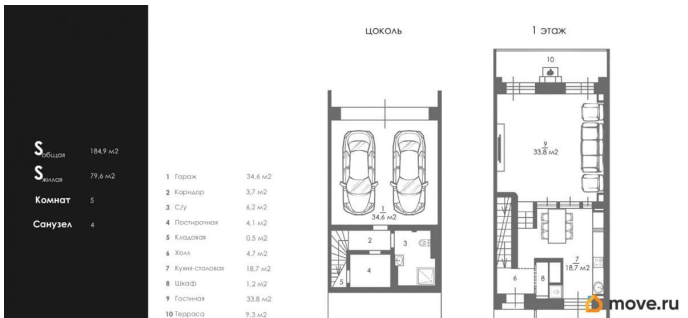 цоколь
1 этаж
Sобщая 184,9 м2
Sжилая 79,6 м2
Комнат 5
Санузел 4
1 Гараж 34.6 м2
2 Коридор 3,7 м2
3 С/у 6,2 м2
4 Постирочная 4,1 м2
5 Кладовая 0.5 м2
6 Холл 4.7 м2
7 Кухня-столовая 18,7 м2
8 Шкаф 1,2 м2
9 Гостиная 33,8 м2
10 Терраса 9.3 м2
1
34.6 м2
2
3
4
5
10
9
33.8 м2
7
18,7 м2
6
8
move.ru